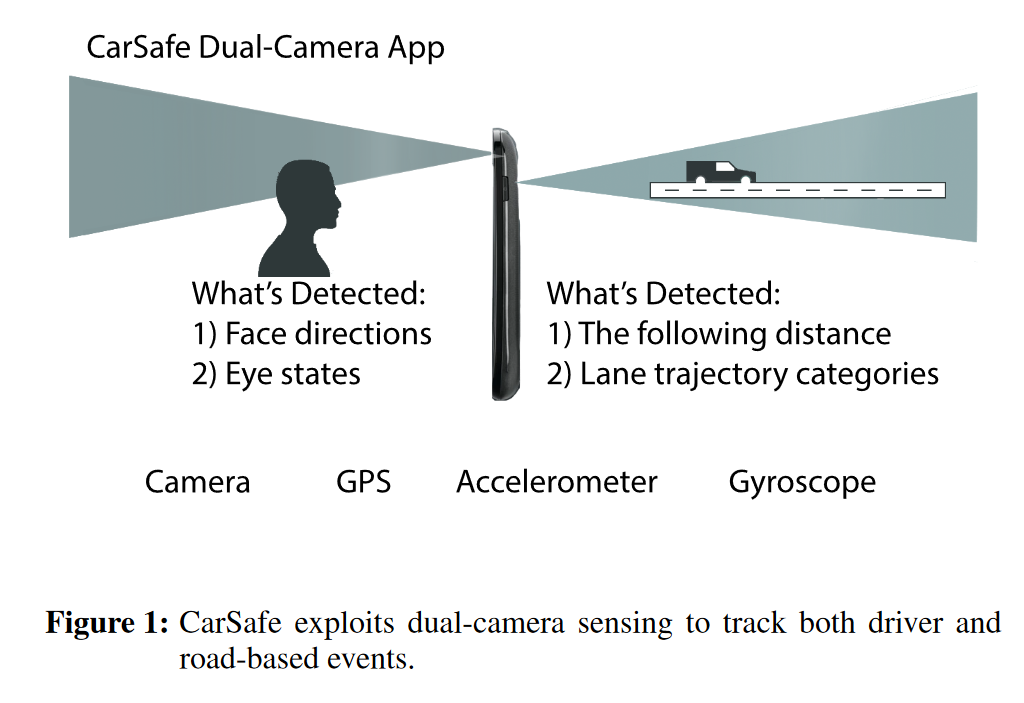 CarSafe Dual-Camera App
What’s Detected:
1) Face directions
2) Eye states
What’s Detected:
1) The following distance
2) Lane trajectory categories
Camera GPS Accelerometer Gyroscope
Figure 1: CarSafe exploits dual-camera sensing to track both driver and
road-based events.